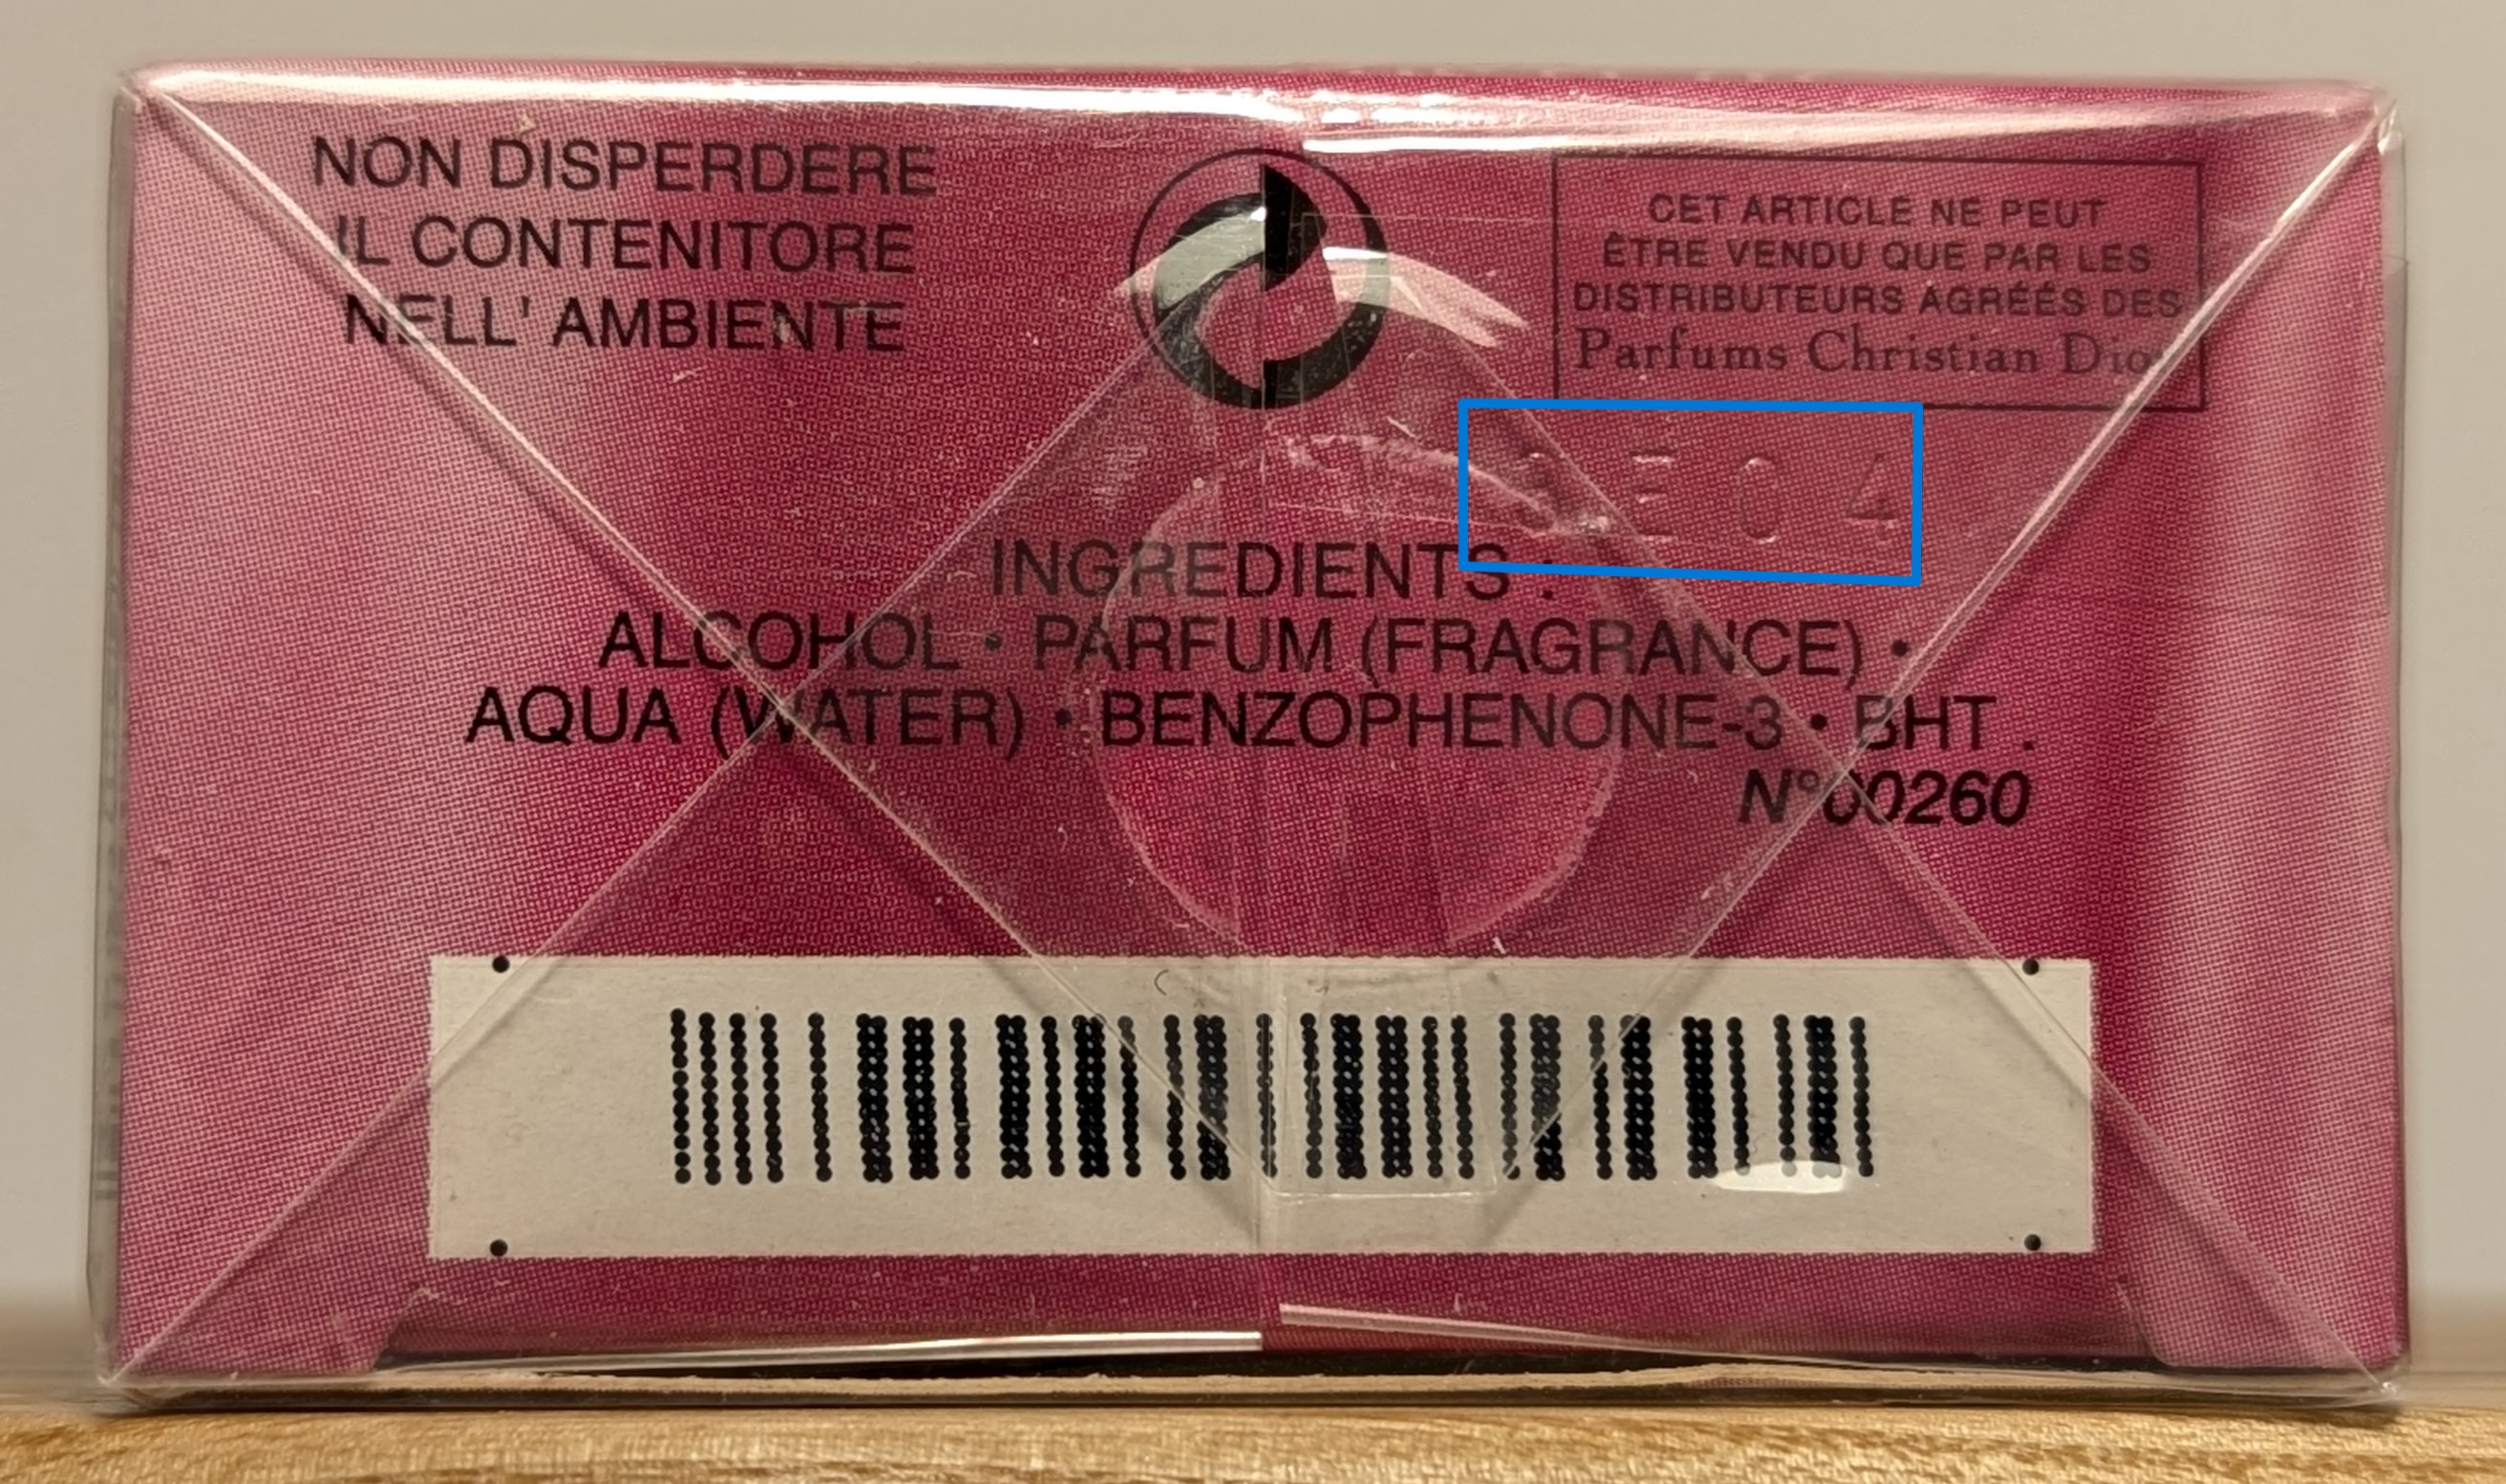 NON DISPERDERE
IL CONTENITORE
NELL' AMBIENTE
CET ARTICLE NE PEUT
ÊTRE VENDU QUE PAR LES
DISTRIBUTEURS AGRÉÉS DES
Parfums Christian Dior
3E04
INGREDIENTS :
ALCOHOL • PARFUM (FRAGRANCE) •
AQUA (WATER) • BENZOPHENONE-3 • BHT .
N°00260